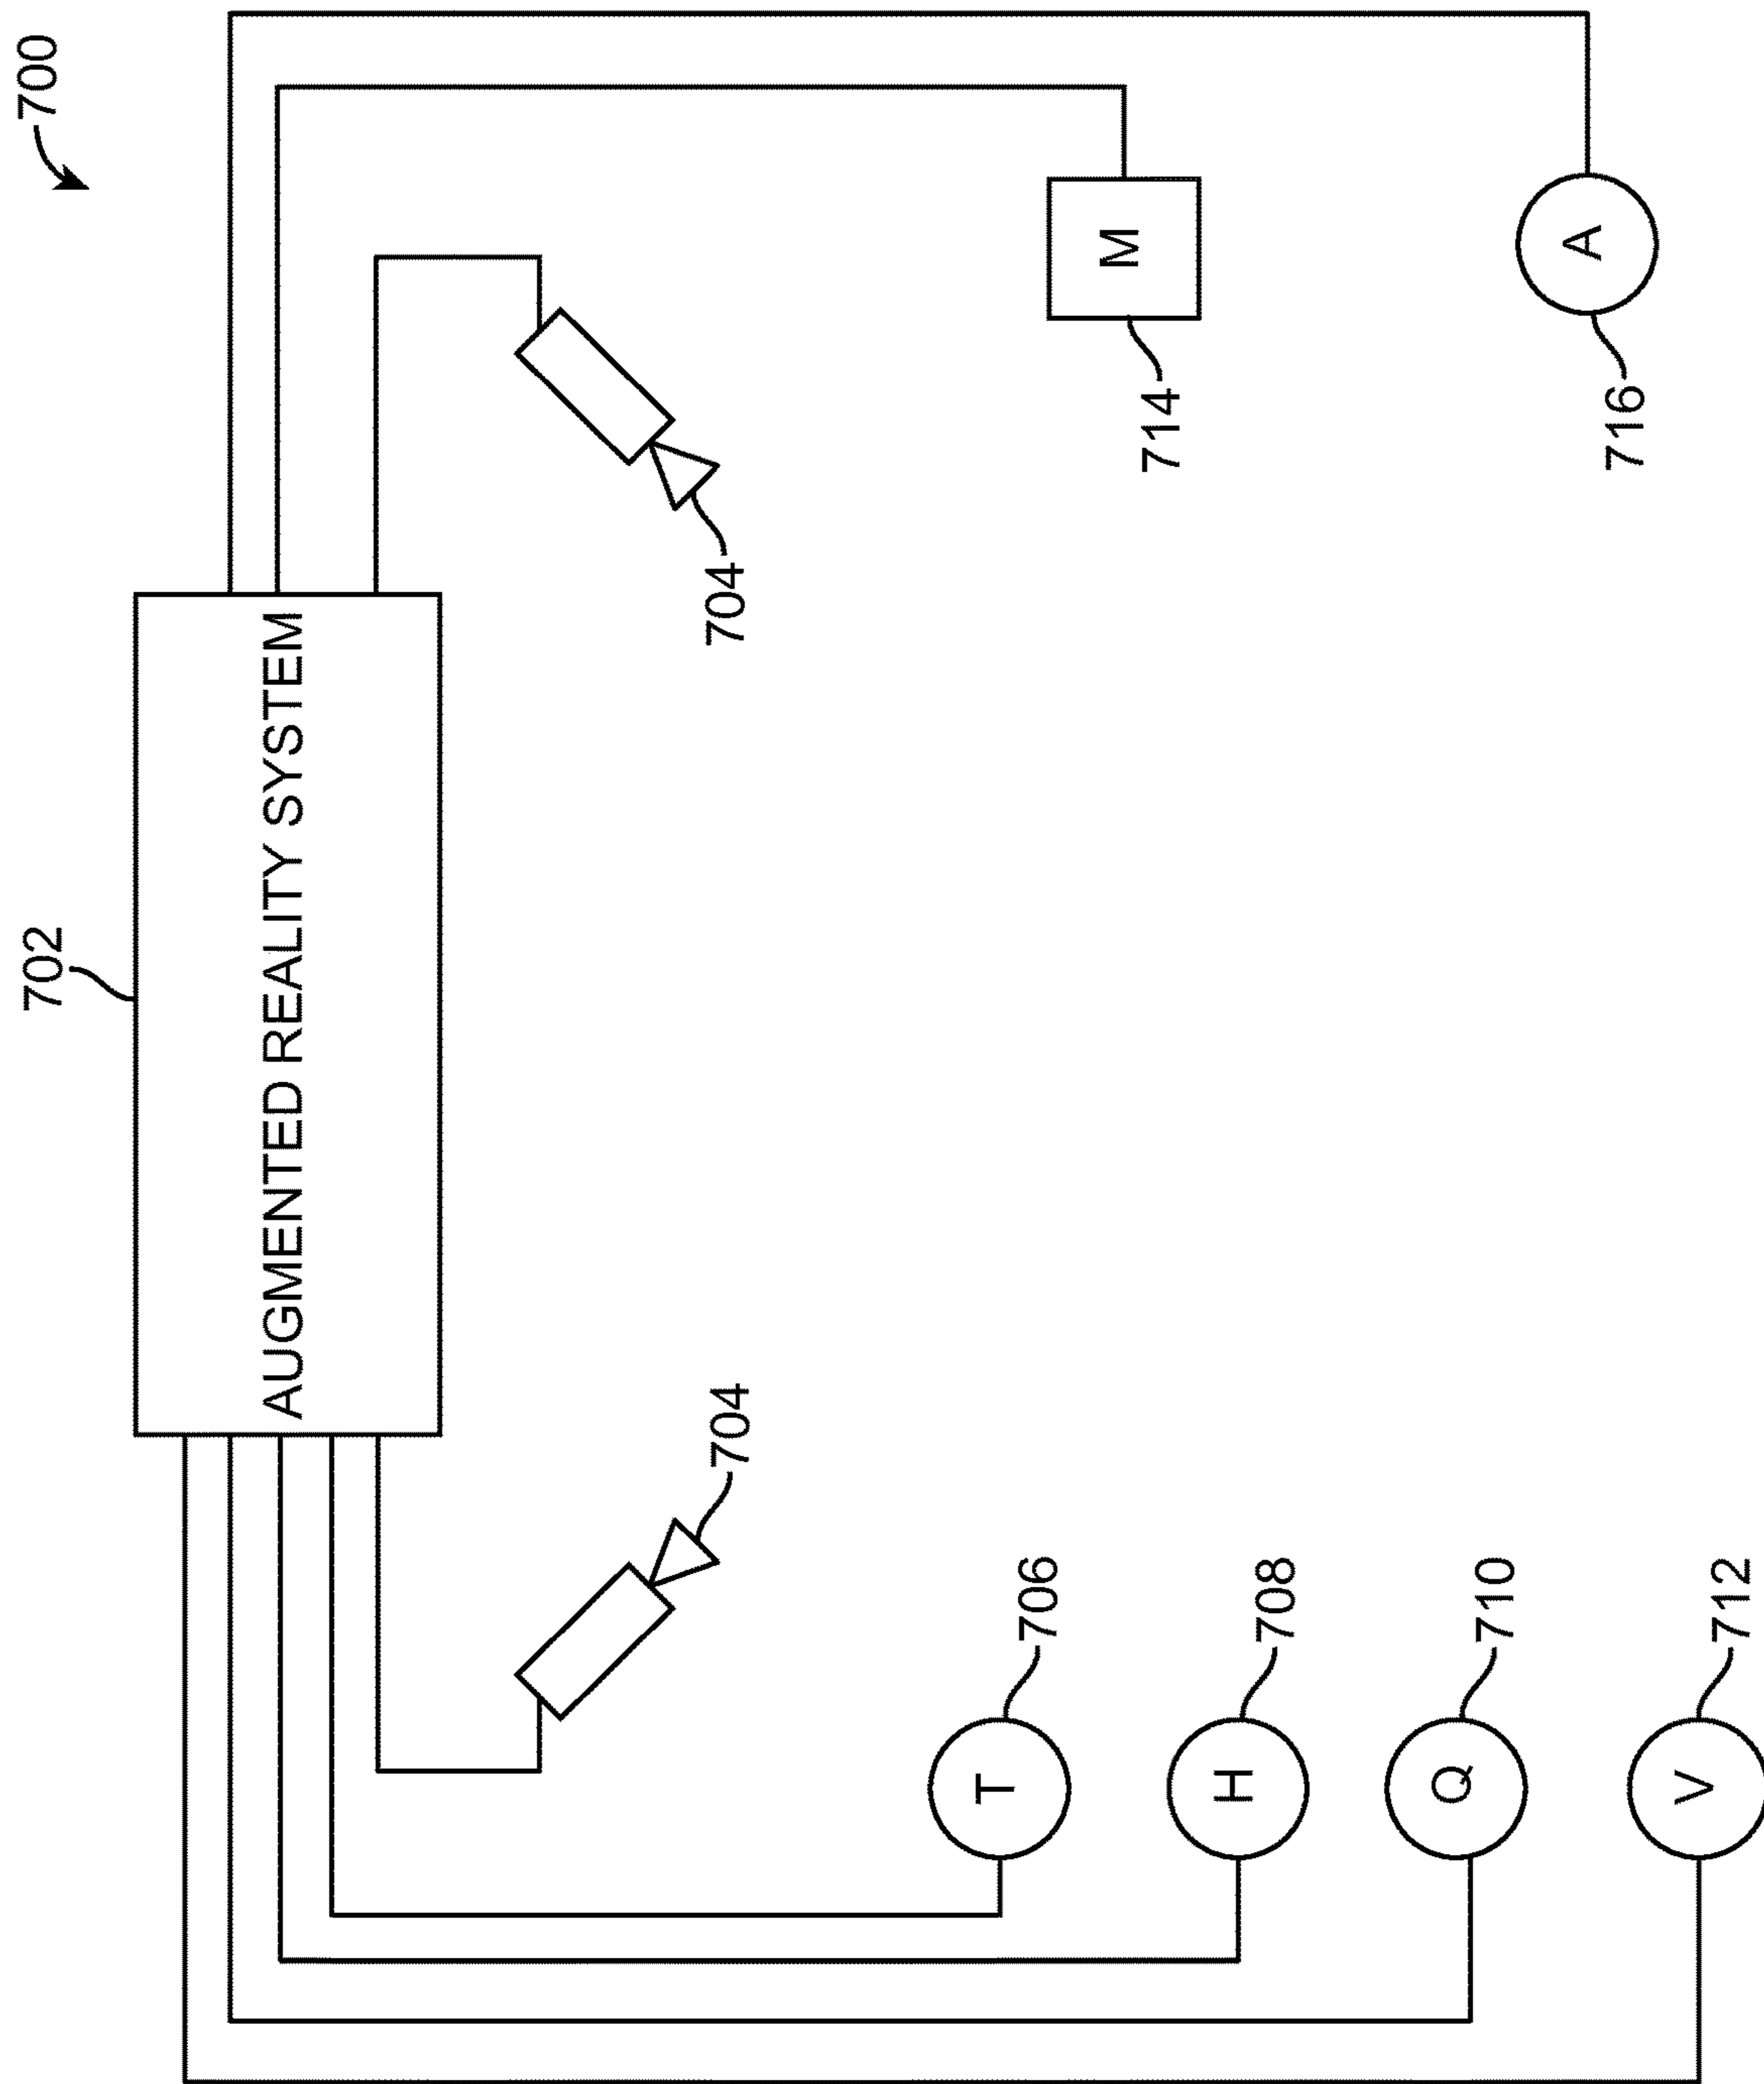 700
702
AUGMENTED REALITY SYSTEM
704
704
T
706
H
708
Q
710
V
712
M
714
A
716